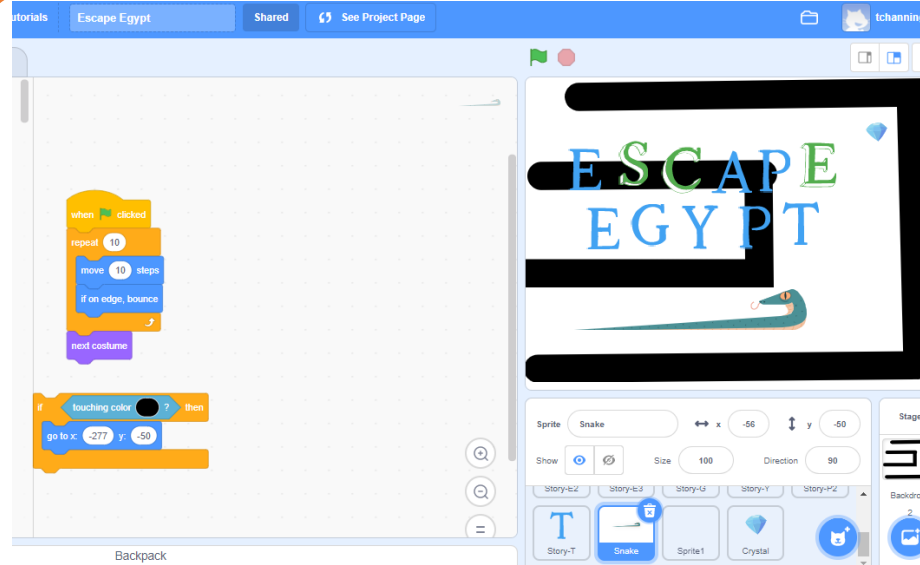 utorials Escape Egypt Shared See Project Page tchannin
when clicked
repeat 10
move 10 steps
if on edge, bounce
next costume
if touching color ? then
go to x: -277 y: -50
Backpack
ESCAPE
EGYPT
Sprite Snake x -56 y -50
Show Size 100 Direction 90
Story-E2 Story-E3 Story-G Story-Y Story-P2
T
Story-T Snake Sprite1 Crystal
Stage
Backdro
2